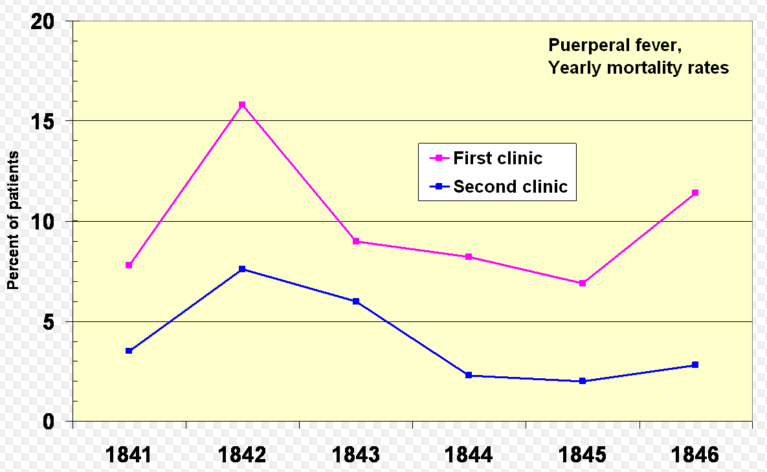 20
Puerperal fever,
Yearly mortality rates
15
First clinic
Second clinic
10
5
0
Percent of patients
1841 1842 1843 1844 1845 1846